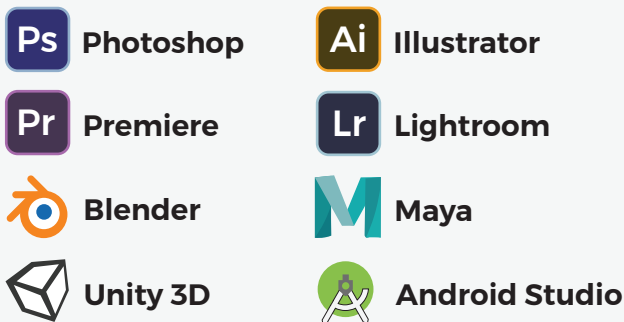 Ps Photoshop
Ai Illustrator
Pr Premiere
Lr Lightroom
Blender
Maya
Unity 3D
Android Studio